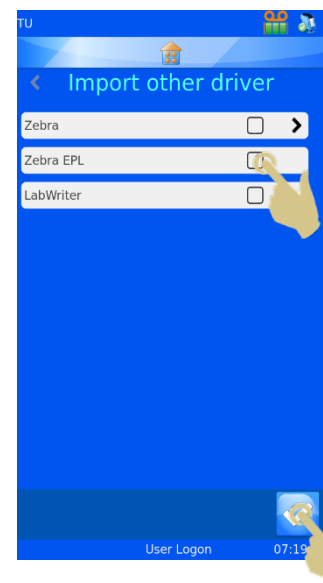 TU
Import other driver
Zebra
Zebra EPL
LabWriter
User Logon
07:19